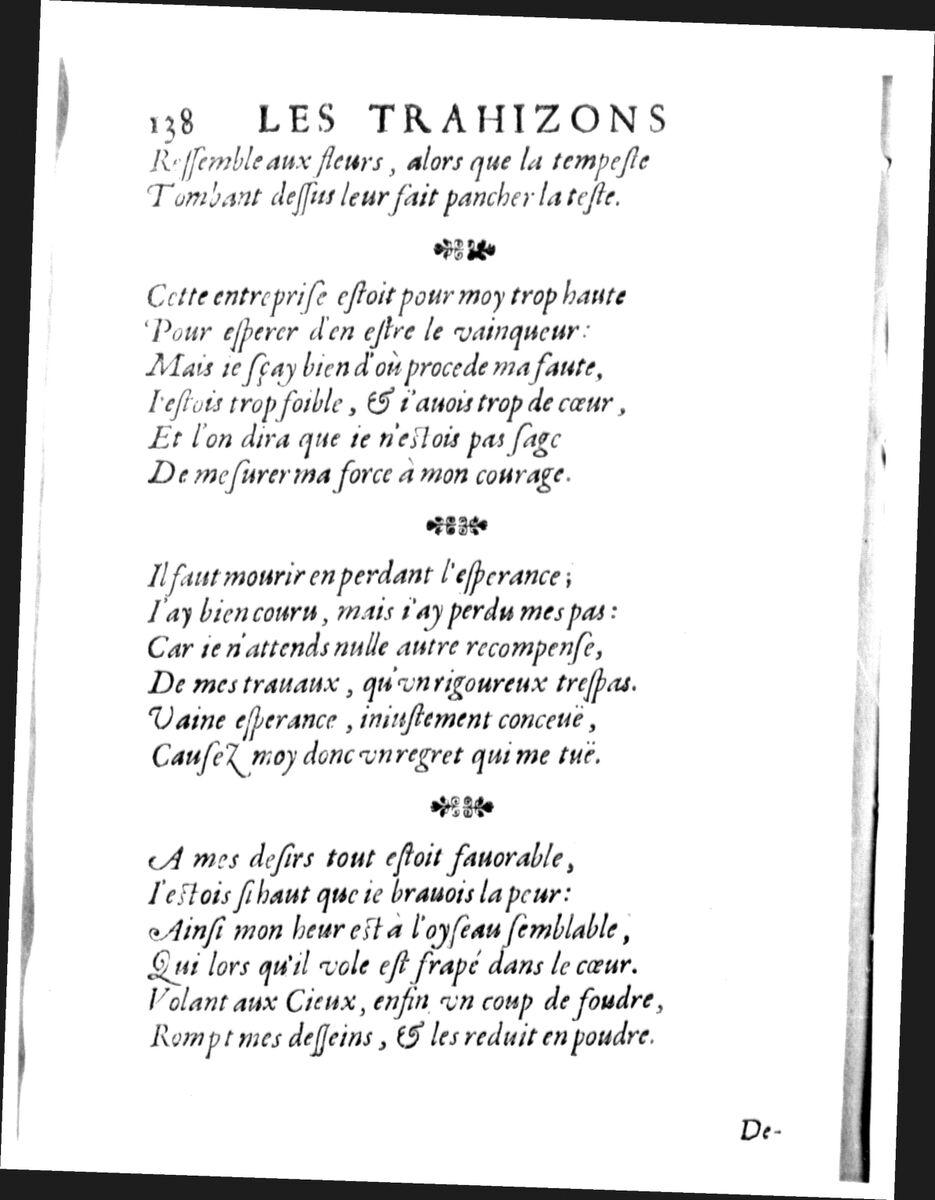 138 LES TRAHIZONS
Reſſemble aux fleurs, alors que la tempeſte
Tombant deſſus leur fait pancher la teſte.
Cette entrepriſe eſtoit pour moy trop haute
Pour eſperer d'en eſtre le vainqueur:
Mais ie ſçay bien d'où procede ma faute,
I'eſtois trop foible, & i'auois trop de cœur,
Et l'on dira que ie n'eſtois pas ſage
De meſurer ma force à mon courage.
Il faut mourir en perdant l'eſperance;
I'ay bien couru, mais i'ay perdu mes pas:
Car ie n'attends nulle autre recompenſe,
De mes trauaux, qu'vn rigoureux treſpas.
Vaine eſperance, iniuſtement conceuë,
Cauſez moy donc vn regret qui me tuë.
A mes deſirs tout eſtoit fauorable,
I'eſtois ſi haut que ie brauois la peur:
Ainſi mon heur eſt à l'oyſeau ſemblable,
Qui lors qu'il vole eſt frapé dans le cœur.
Volant aux Cieux, enfin vn coup de foudre,
Rompt mes deſſeins, & les reduit en poudre.
De-